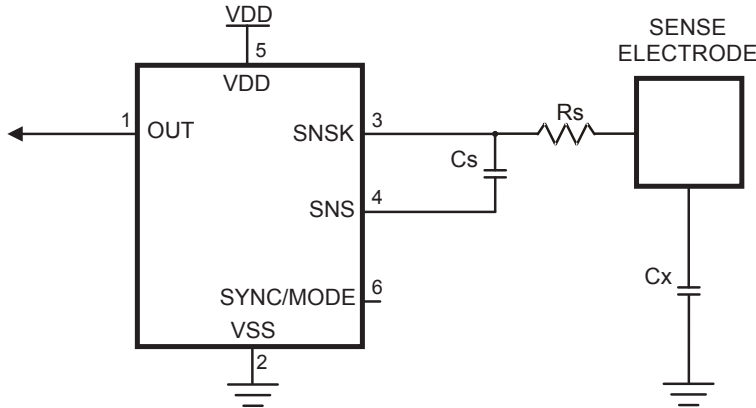 VDD
5
VDD
SENSE
ELECTRODE
1
OUT
SNSK
3
Rs
Cs
SNS
4
SYNC/MODE
6
Cx
VSS
2